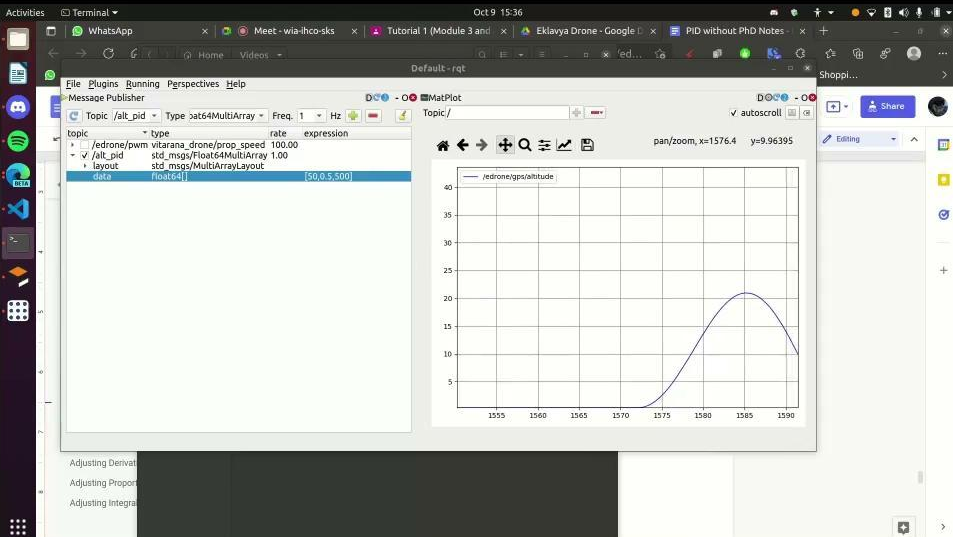 Activities Terminal Oct 9 15:36
WhatsApp Meet - wia-ihco-sks Tutorial 1 (Module 3 and Eklavya Drone - Google D PID without PhD Notes -
Home Videos
Default - rqt
Shoppi...
File Plugins Running Perspectives Help
Message Publisher
Topic /alt_pid Type oat64MultiArray Freq. 1 Hz
topic type rate expression
/edrone/pwm vitarana_drone/prop_speed 100.00
/alt_pid std_msgs/Float64MultiArray 1.00
layout std_msgs/MultiArrayLayout
data float64[] [50,0.5,500]
MatPlot
Topic / autoscroll
pan/zoom, x=1576.4 y=9.96395
/edrone/gps/altitude
40
35
30
25
20
15
10
5
1555 1560 1565 1570 1575 1580 1585 1590
Share
Editing
Adjusting Derivati
Adjusting Proport
Adjusting Integral